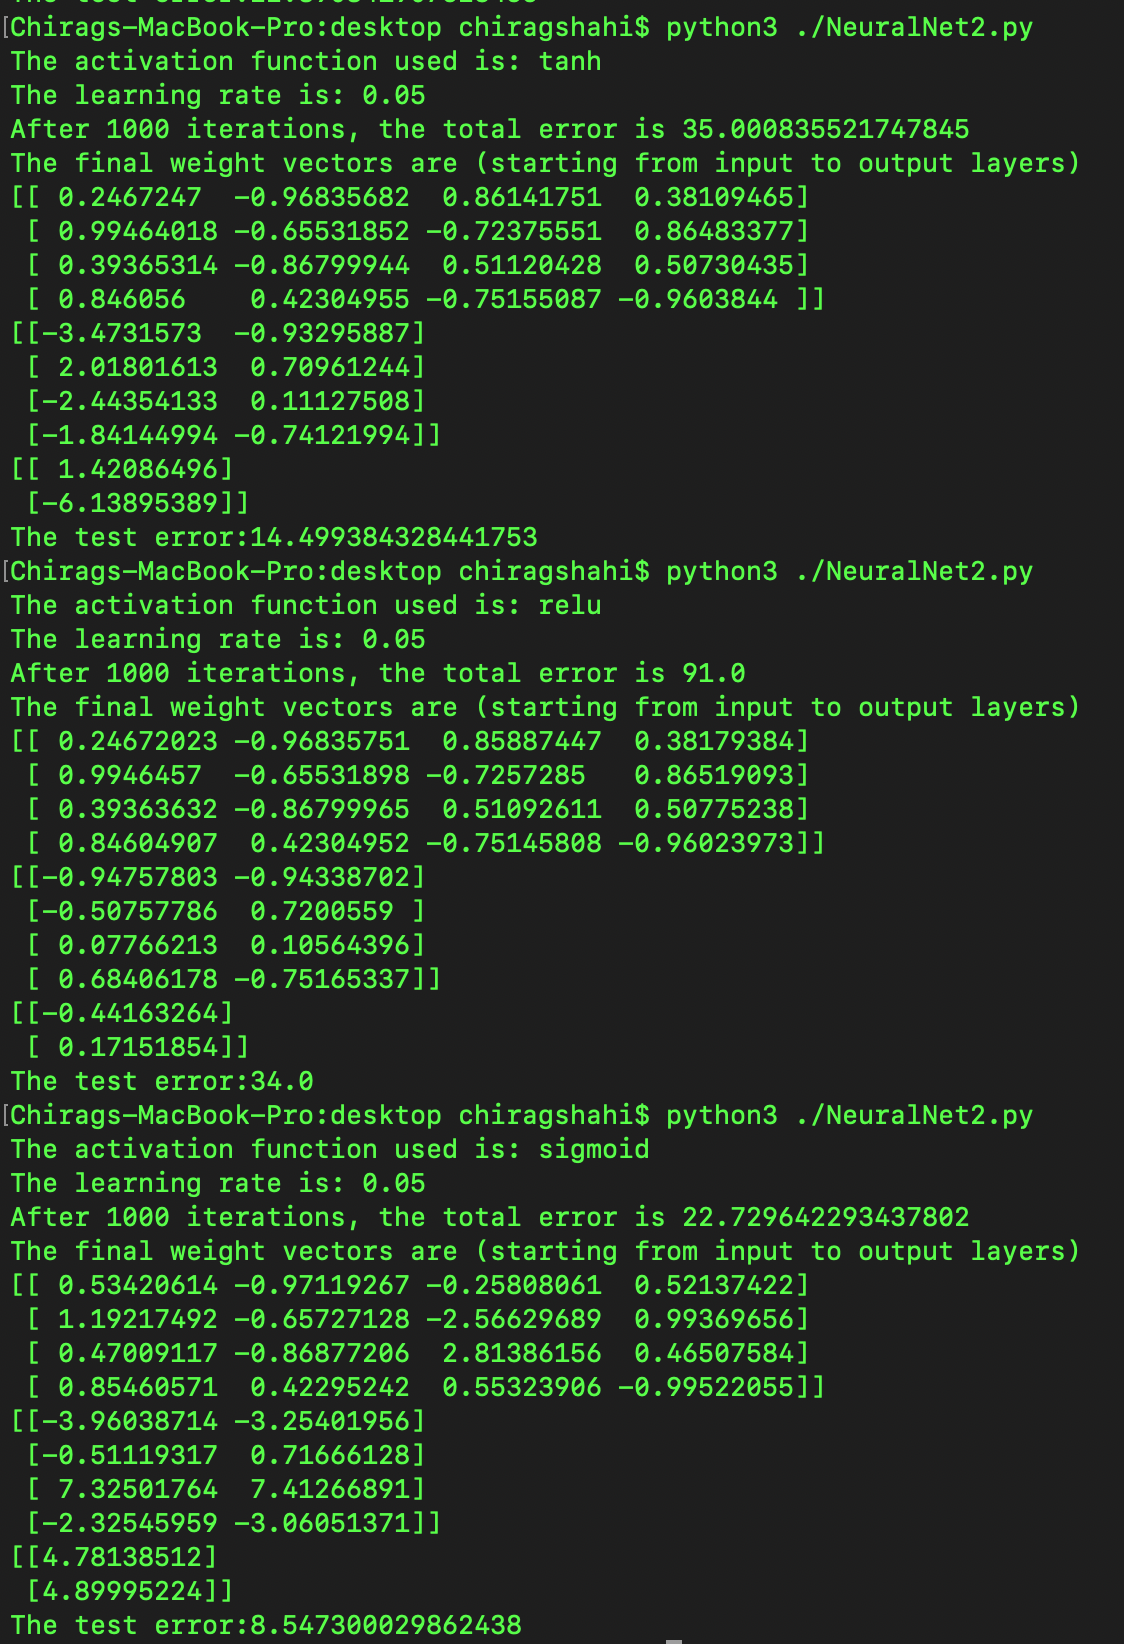 [Chirags-MacBook-Pro:desktop chiragshahi$ python3 ./NeuralNet2.py
The activation function used is: tanh
The learning rate is: 0.05
After 1000 iterations, the total error is 35.000835521747845
The final weight vectors are (starting from input to output layers)
[[ 0.2467247  -0.96835682  0.86141751  0.38109465]
 [ 0.99464018 -0.65531852 -0.72375551  0.86483377]
 [ 0.39365314 -0.86799944  0.51120428  0.50730435]
 [ 0.846056    0.42304955 -0.75155087 -0.9603844 ]]
[[-3.4731573  -0.93295887]
 [ 2.01801613  0.70961244]
 [-2.44354133  0.11127508]
 [-1.84144994 -0.74121994]]
[[ 1.42086496]
 [-6.13895389]]
The test error:14.499384328441753
[Chirags-MacBook-Pro:desktop chiragshahi$ python3 ./NeuralNet2.py
The activation function used is: relu
The learning rate is: 0.05
After 1000 iterations, the total error is 91.0
The final weight vectors are (starting from input to output layers)
[[ 0.24672023 -0.96835751  0.85887447  0.38179384]
 [ 0.9946457  -0.65531898 -0.7257285   0.86519093]
 [ 0.39363632 -0.86799965  0.51092611  0.50775238]
 [ 0.84604907  0.42304952 -0.75145808 -0.96023973]]
[[-0.94757803 -0.94338702]
 [-0.50757786  0.7200559 ]
 [ 0.07766213  0.10564396]
 [ 0.68406178 -0.75165337]]
[[-0.44163264]
 [ 0.17151854]]
The test error:34.0
[Chirags-MacBook-Pro:desktop chiragshahi$ python3 ./NeuralNet2.py
The activation function used is: sigmoid
The learning rate is: 0.05
After 1000 iterations, the total error is 22.729642293437802
The final weight vectors are (starting from input to output layers)
[[ 0.53420614 -0.97119267 -0.25808061  0.52137422]
 [ 1.19217492 -0.65727128 -2.56629689  0.99369656]
 [ 0.47009117 -0.86877206  2.81386156  0.46507584]
 [ 0.85460571  0.42295242  0.55323906 -0.99522055]]
[[-3.96038714 -3.25401956]
 [-0.51119317  0.71666128]
 [ 7.32501764  7.41266891]
 [-2.32545959 -3.06051371]]
[[4.78138512]
 [4.89995224]]
The test error:8.547300029862438